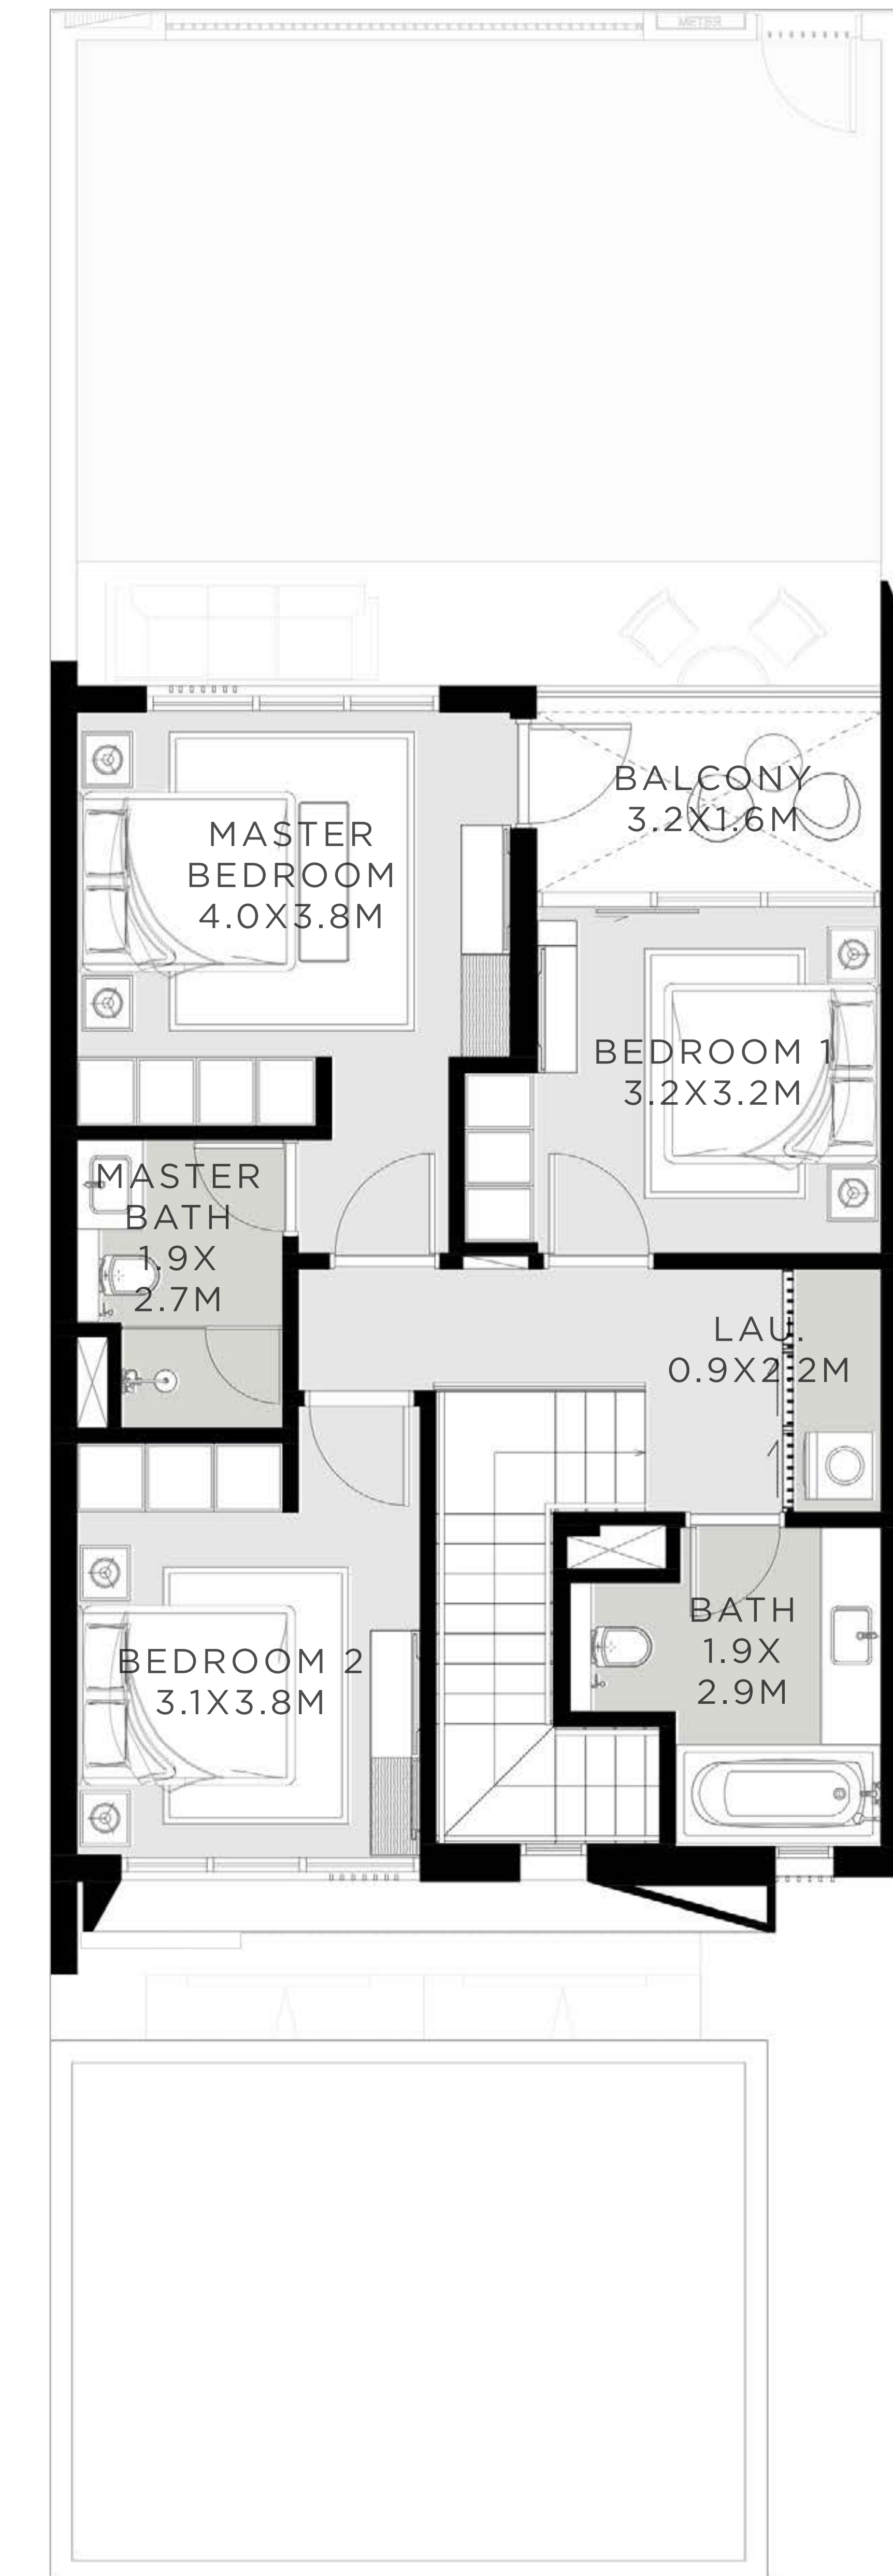 METER
BALCONY
3.2X1.6M
MASTER
BEDROOM
4.0X3.8M
BEDROOM 1
3.2X3.2M
MASTER
BATH
1.9X
2.7M
LAU.
0.9X2.2M
BATH
1.9X
2.9M
BEDROOM 2
3.1X3.8M